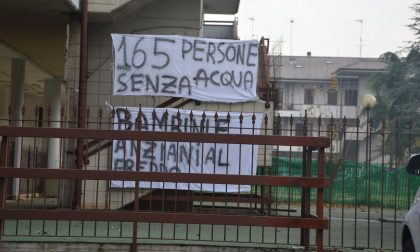 165 PERSONE
SENZA ACQUA
BAMBINI E
ANZIANI AL
FREDDO